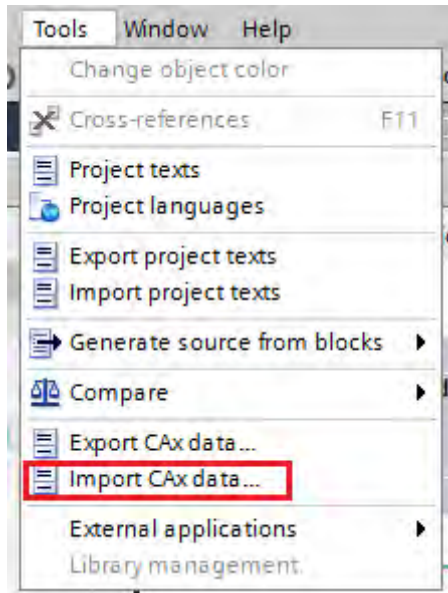 Tools Window Help
Change object color
Cross-references F11
Project texts
Project languages
Export project texts
Import project texts
Generate source from blocks
Compare
Export CAx data...
Import CAx data...
External applications
Library management